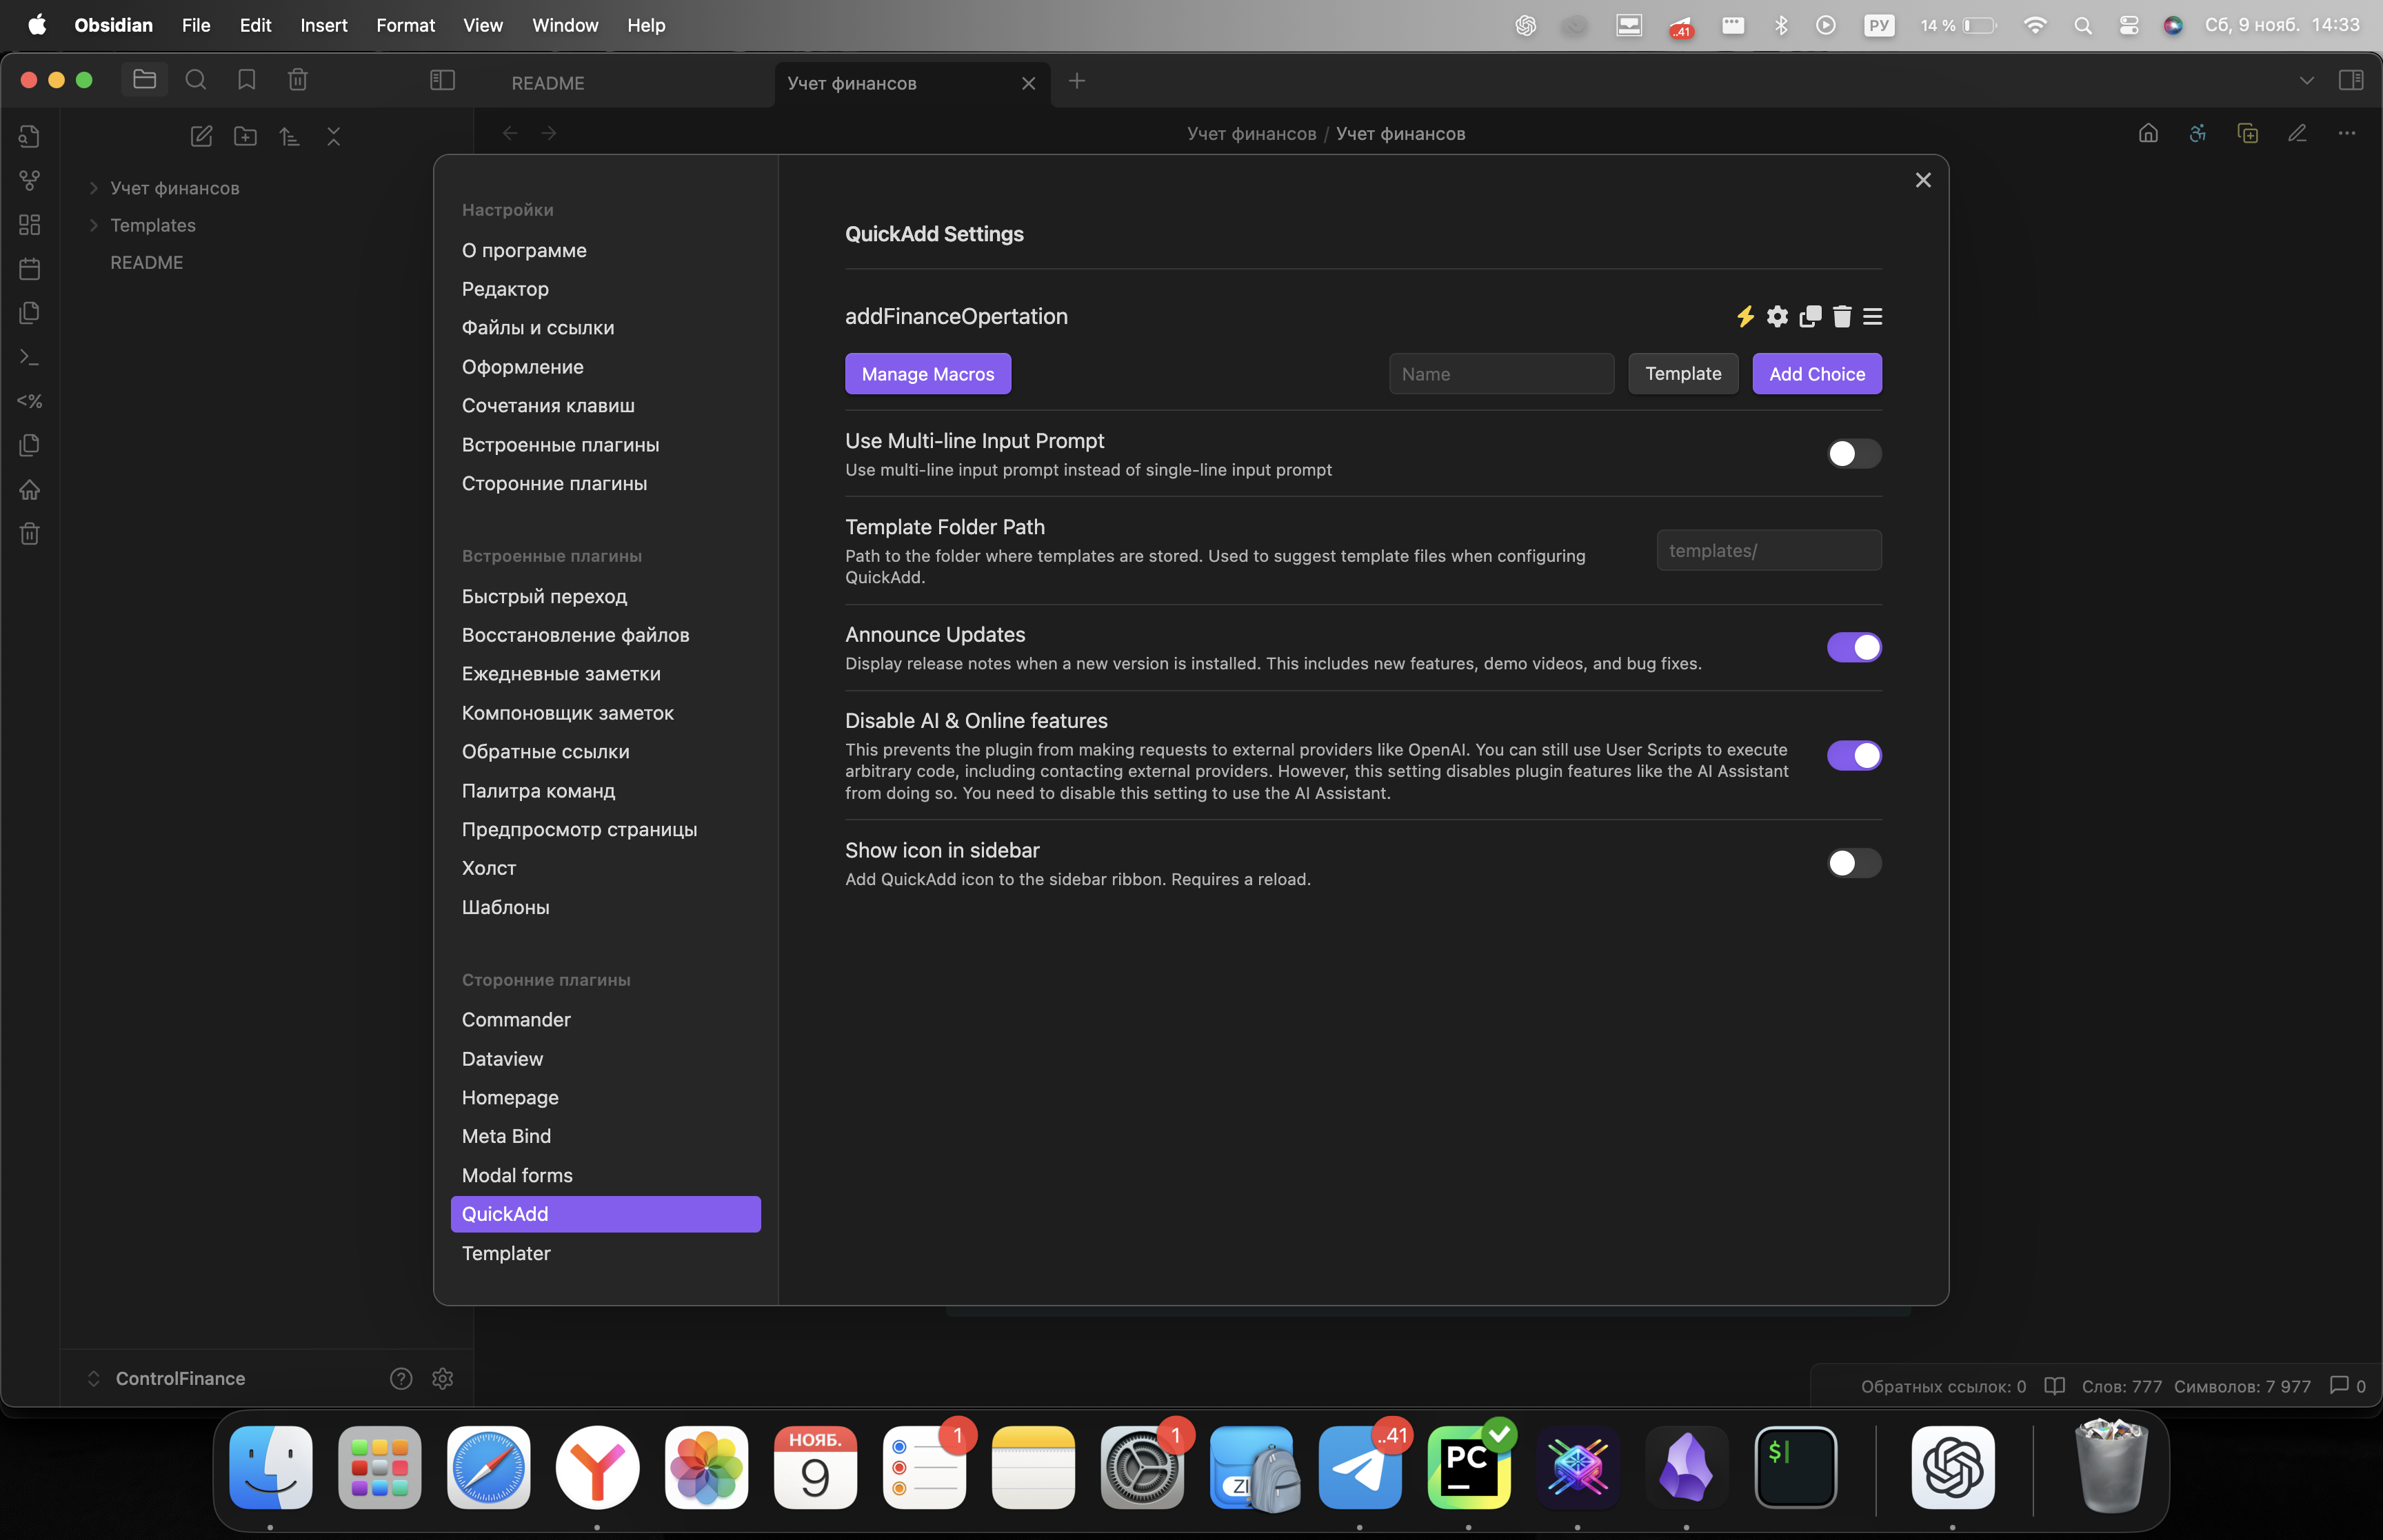 Obsidian File Edit Insert Format View Window Help
..41
РУ 14 % Сб, 9 нояб. 14:33
README
Учет финансов
Учет финансов / Учет финансов
Учет финансов
Templates
README
<%
Настройки
О программе
Редактор
Файлы и ссылки
Оформление
Сочетания клавиш
Встроенные плагины
Сторонние плагины
Встроенные плагины
Быстрый переход
Восстановление файлов
Ежедневные заметки
Компоновщик заметок
Обратные ссылки
Палитра команд
Предпросмотр страницы
Холст
Шаблоны
Сторонние плагины
Commander
Dataview
Homepage
Meta Bind
Modal forms
QuickAdd
Templater
QuickAdd Settings
addFinanceOpertation
Manage Macros
Name
Template
Add Choice
Use Multi-line Input Prompt
Use multi-line input prompt instead of single-line input prompt
Template Folder Path
Path to the folder where templates are stored. Used to suggest template files when configuring
QuickAdd.
templates/
Announce Updates
Display release notes when a new version is installed. This includes new features, demo videos, and bug fixes.
Disable AI & Online features
This prevents the plugin from making requests to external providers like OpenAI. You can still use User Scripts to execute
arbitrary code, including contacting external providers. However, this setting disables plugin features like the AI Assistant
from doing so. You need to disable this setting to use the AI Assistant.
Show icon in sidebar
Add QuickAdd icon to the sidebar ribbon. Requires a reload.
ControlFinance
Обратных ссылок: 0 Слов: 777 Символов: 7 977 0
НОЯБ.
9
1
1
ZI
..41
PC
$